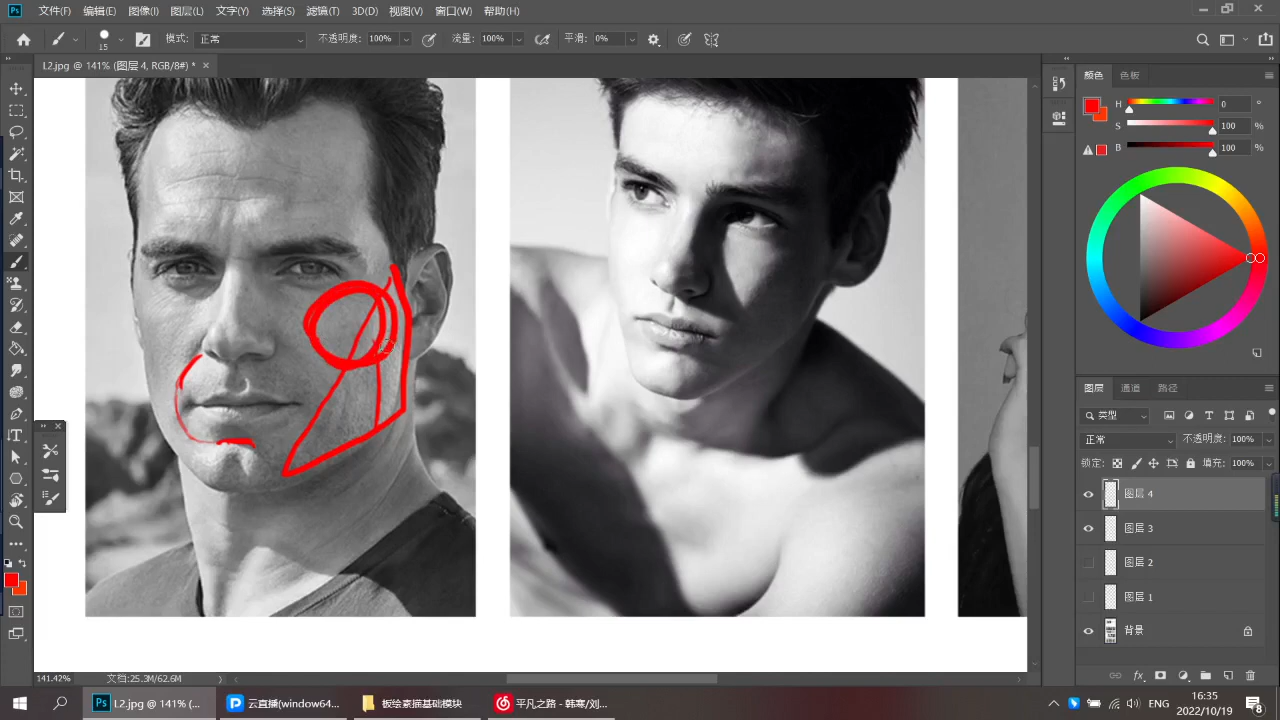 Ps 文件(F) 编辑(E) 图像(I) 图层(L) 文字(Y) 选择(S) 滤镜(T) 3D(D) 视图(V) 窗口(W) 帮助(H)
15 模式: 正常 不透明度: 100% 流量: 100% 平滑: 0%
L2.jpg @ 141% (图层 4, RGB/8#) * ×
颜色 色板
H 0 °
S 100 %
B 100 %
图层 通道 路径
类型
正常 不透明度: 100%
锁定: 填充: 100%
图层 4
图层 3
图层 2
图层 1
背景
141.42% 文档:25.3M/62.6M
Ps L2.jpg @ 141% (... 云直播(window64... 板绘素描基础模块 平凡之路 - 韩寒/刘...
16:35
2022/10/19
8